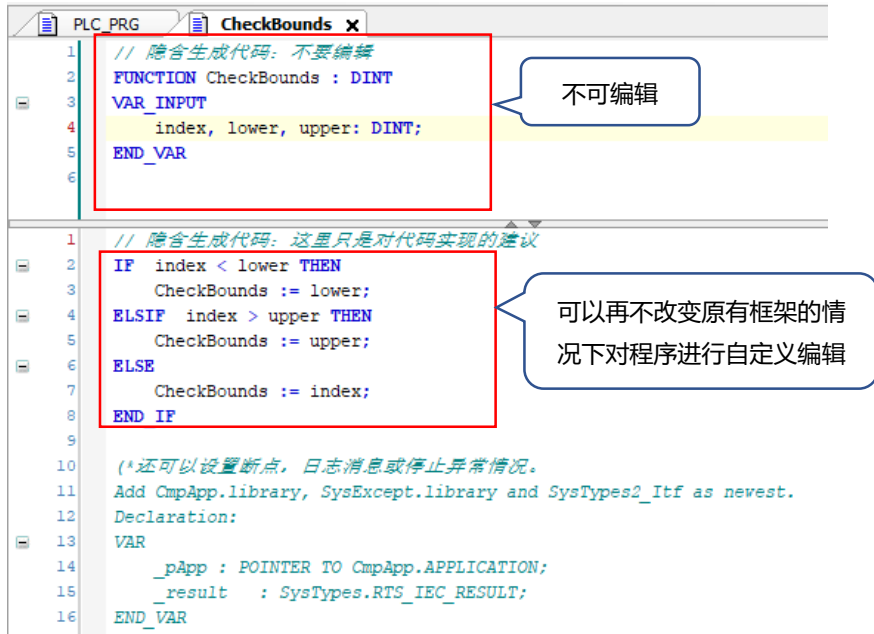 PLC_PRG
CheckBounds x
1 // 隐含生成代码：不要编辑
2 FUNCTION CheckBounds : DINT
3 VAR_INPUT
4 index, lower, upper: DINT;
5 END_VAR
6
不可编辑
1 // 隐含生成代码：这里只是对代码实现的建议
2 IF index < lower THEN
3 CheckBounds := lower;
4 ELSIF index > upper THEN
5 CheckBounds := upper;
6 ELSE
7 CheckBounds := index;
8 END_IF
9
可以再不改变原有框架的情
况下对程序进行自定义编辑
10 (*还可以设置断点，日志消息或停止异常情况。
11 Add CmpApp.library, SysExcept.library and SysTypes2_Itf as newest.
12 Declaration:
13 VAR
14 _pApp : POINTER TO CmpApp.APPLICATION;
15 _result : SysTypes.RTS_IEC_RESULT;
16 END_VAR